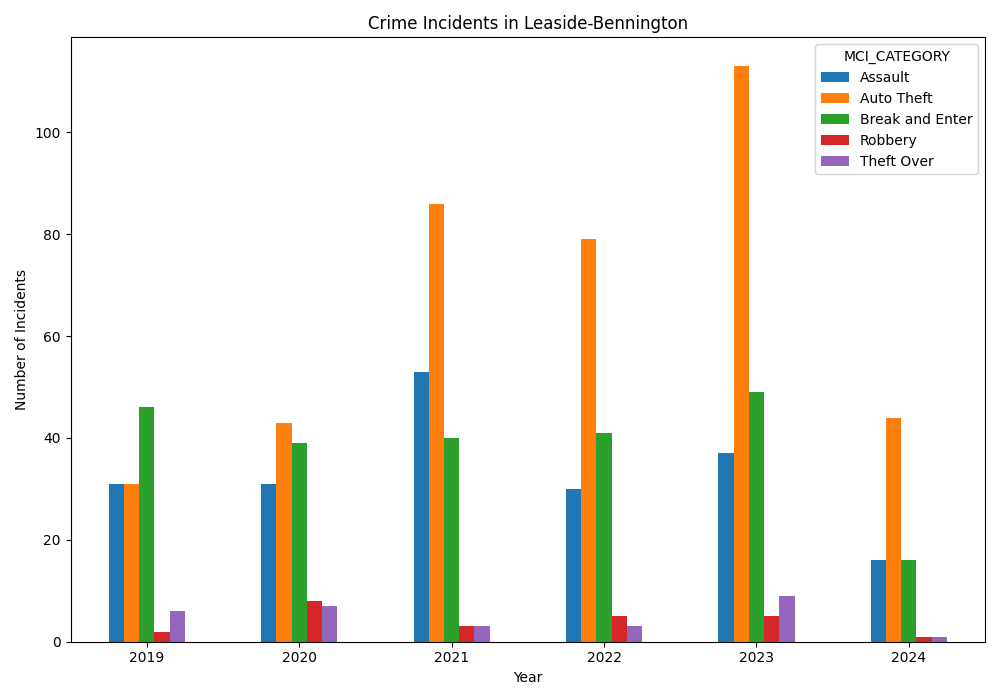 Crime Incidents in Leaside-Bennington
MCI_CATEGORY
Assault
Auto Theft
Break and Enter
Robbery
Theft Over
Number of Incidents
100
80
60
40
20
0
2019 2020 2021 2022 2023 2024
Year